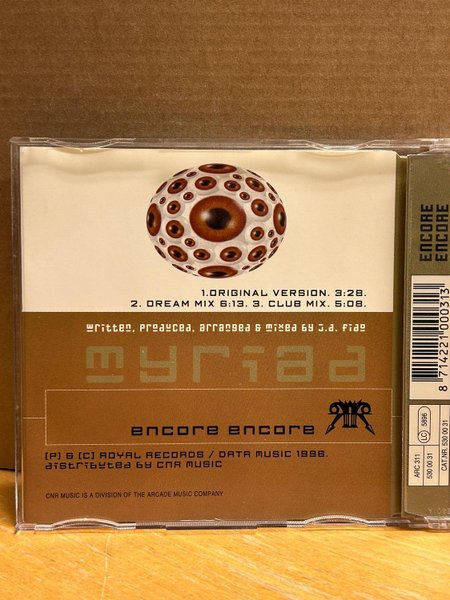 1.ORIGINAL VERSION. 3:28.
2. DREAM MIX 6:13. 3. CLUB MIX. 5:08.
written, produced, arranged & mixed by j.a. fido
myriad
encore encore
[P] & [C] ROYAL RECORDS / DATA MUSIC 1996.
distributed by CNR MUSIC
CNR MUSIC IS A DIVISION OF THE ARCADE MUSIC COMPANY
ENCORE
ENCORE
8 714221 000313
ARC 311
LC 5896
530 00 31
CAT.NR. 530 00 31